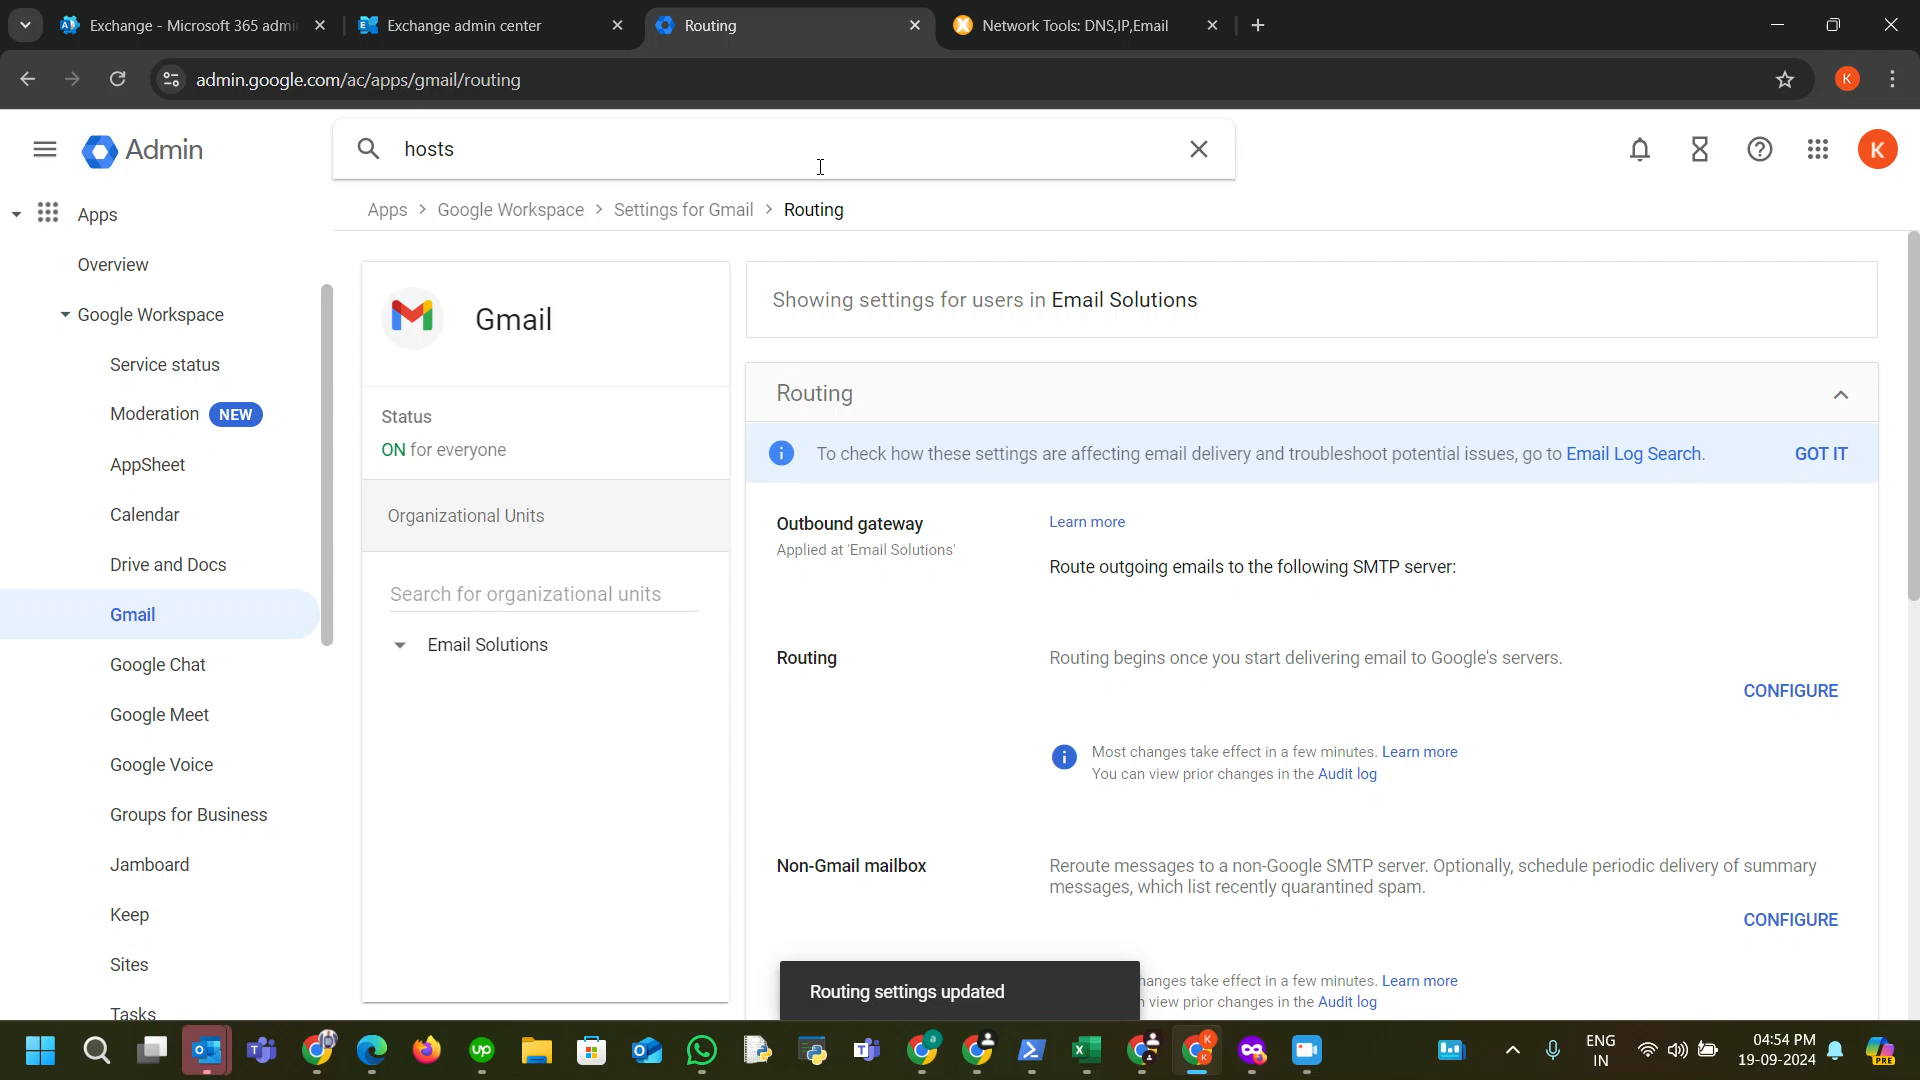 Exchange - Microsoft 365 admi
Exchange admin center
Routing
Network Tools: DNS,IP,Email
admin.google.com/ac/apps/gmail/routing
K
Admin
hosts
K
Apps
Overview
Google Workspace
Service status
Moderation NEW
AppSheet
Calendar
Drive and Docs
Gmail
Google Chat
Google Meet
Google Voice
Groups for Business
Jamboard
Keep
Sites
Tasks
Apps > Google Workspace > Settings for Gmail > Routing
Gmail
Status
ON for everyone
Organizational Units
Search for organizational units
Email Solutions
Showing settings for users in Email Solutions
Routing
To check how these settings are affecting email delivery and troubleshoot potential issues, go to Email Log Search.
GOT IT
Outbound gateway
Applied at 'Email Solutions'
Learn more
Route outgoing emails to the following SMTP server:
Routing
Routing begins once you start delivering email to Google's servers.
CONFIGURE
Most changes take effect in a few minutes. Learn more
You can view prior changes in the Audit log
Non-Gmail mailbox
Reroute messages to a non-Google SMTP server. Optionally, schedule periodic delivery of summary
messages, which list recently quarantined spam.
CONFIGURE
hanges take effect in a few minutes. Learn more
view prior changes in the Audit log
Routing settings updated
ENG
IN
04:54 PM
19-09-2024
PRE